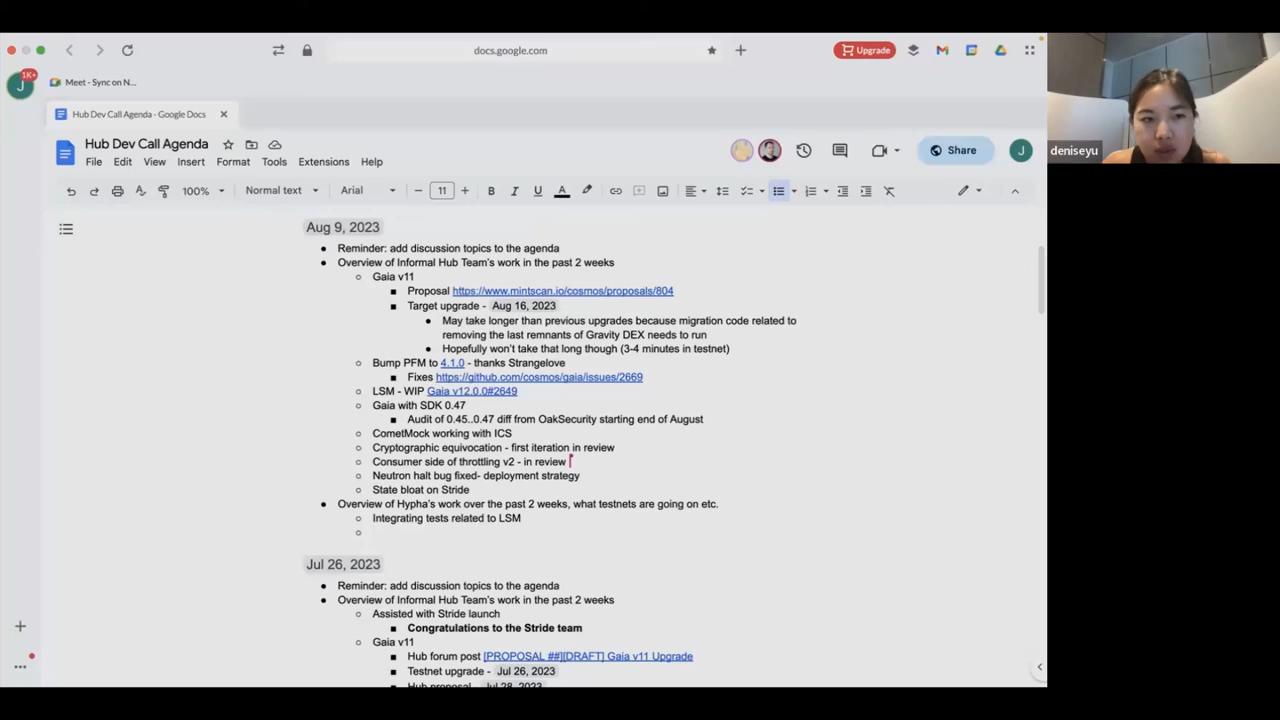 docs.google.com
Upgrade
J
1K+
Meet - Sync on N...
Hub Dev Call Agenda - Google Docs
Hub Dev Call Agenda
File Edit View Insert Format Tools Extensions Help
Share
J
100% Normal text Arial 11 B I U A
Aug 9, 2023
Reminder: add discussion topics to the agenda
Overview of Informal Hub Team's work in the past 2 weeks
Gaia v11
Proposal https://www.mintscan.io/cosmos/proposals/804
Target upgrade - Aug 16, 2023
May take longer than previous upgrades because migration code related to
removing the last remnants of Gravity DEX needs to run
Hopefully won't take that long though (3-4 minutes in testnet)
Bump PFM to 4.1.0 - thanks Strangelove
Fixes https://github.com/cosmos/gaia/issues/2669
LSM - WIP Gaia v12.0.0#2649
Gaia with SDK 0.47
Audit of 0.45..0.47 diff from OakSecurity starting end of August
CometMock working with ICS
Cryptographic equivocation - first iteration in review
Consumer side of throttling v2 - in review
Neutron halt bug fixed- deployment strategy
State bloat on Stride
Overview of Hypha's work over the past 2 weeks, what testnets are going on etc.
Integrating tests related to LSM
Jul 26, 2023
Reminder: add discussion topics to the agenda
Overview of Informal Hub Team's work in the past 2 weeks
Assisted with Stride launch
Congratulations to the Stride team
Gaia v11
Hub forum post [PROPOSAL ##][DRAFT] Gaia v11 Upgrade
Testnet upgrade - Jul 26, 2023
Hub proposal - Jul 28, 2023
deniseyu